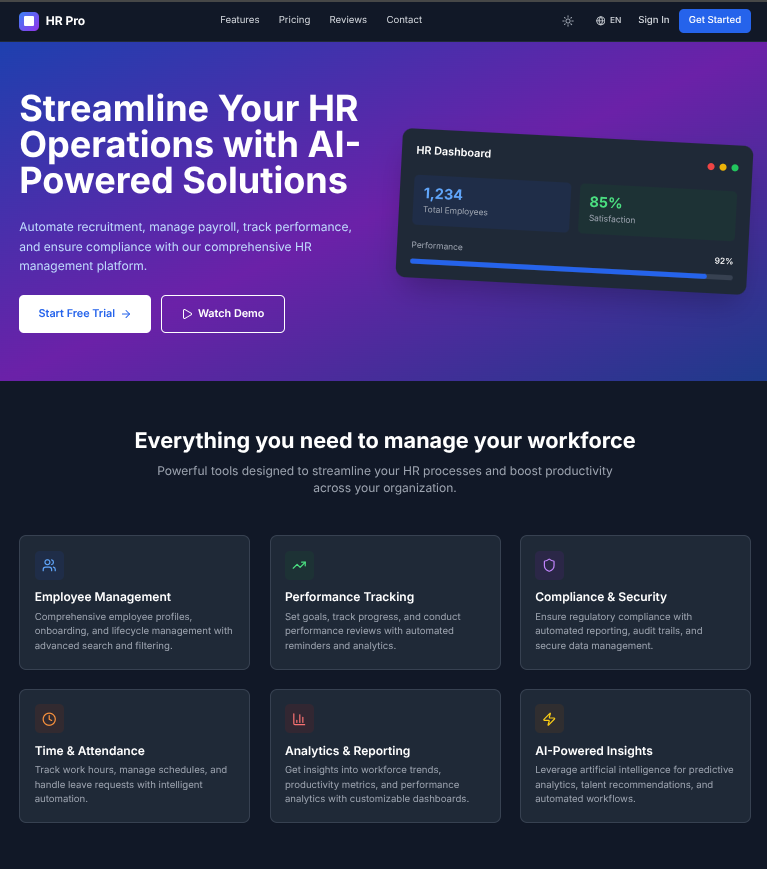 HR Pro
Features
Pricing
Reviews
Contact
EN
Sign In
Get Started
Streamline Your HR
Operations with AI-
Powered Solutions
Automate recruitment, manage payroll, track performance,
and ensure compliance with our comprehensive HR
management platform.
Start Free Trial
Watch Demo
HR Dashboard
1,234
Total Employees
85%
Satisfaction
Performance
92%
Everything you need to manage your workforce
Powerful tools designed to streamline your HR processes and boost productivity
across your organization.
Employee Management
Comprehensive employee profiles,
onboarding, and lifecycle management with
advanced search and filtering.
Performance Tracking
Set goals, track progress, and conduct
performance reviews with automated
reminders and analytics.
Compliance & Security
Ensure regulatory compliance with
automated reporting, audit trails, and
secure data management.
Time & Attendance
Track work hours, manage schedules, and
handle leave requests with intelligent
automation.
Analytics & Reporting
Get insights into workforce trends,
productivity metrics, and performance
analytics with customizable dashboards.
AI-Powered Insights
Leverage artificial intelligence for predictive
analytics, talent recommendations, and
automated workflows.